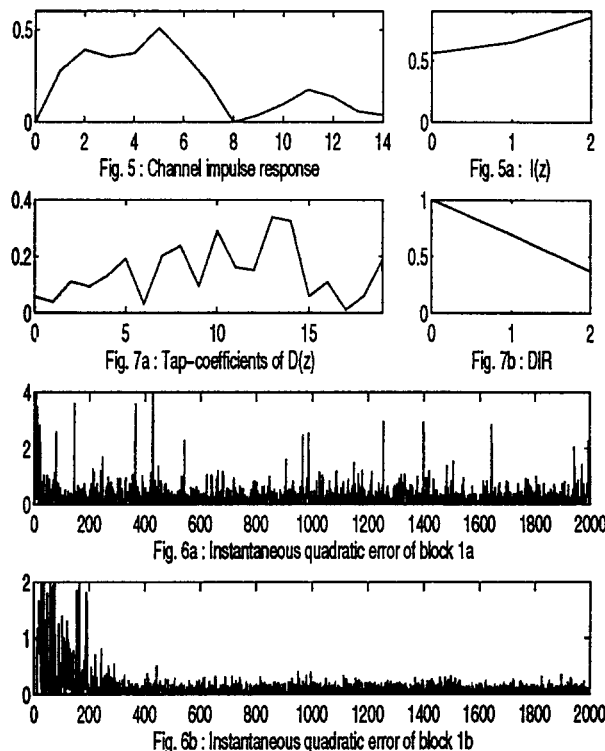 0.5
0
0 2 4 6 8 10 12 14
Fig. 5 : Channel impulse response
0.5
0
0 1 2
Fig. 5a : I(z)
0.4
0.2
0
5 10 15
Fig. 7a : Tap-coefficients of D(z)
1
0.5
0
0 1 2
Fig. 7b : DIR
4
2
0
0 200 400 600 800 1000 1200 1400 1600 1800 2000
Fig. 6a : Instantaneous quadratic error of block 1a
2
1
0
0 200 400 600 800 1000 1200 1400 1600 1800 2000
Fig. 6b : Instantaneous quadratic error of block 1b